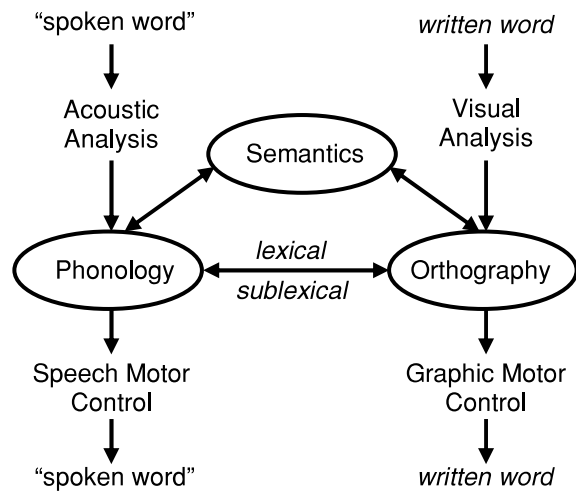 “spoken word”
written word
Acoustic
Analysis
Visual
Analysis
Semantics
Phonology
lexical
sublexical
Orthography
Speech Motor
Control
Graphic Motor
Control
“spoken word”
written word